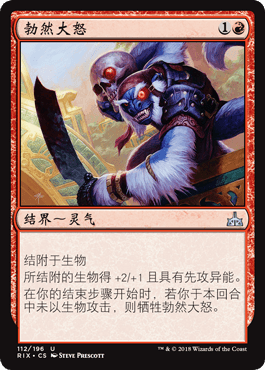 勃然大怒 1
结界～灵气
结附于生物
所结附的生物得 +2/+1 且具有先攻异能。
在你的结束步骤开始时，若你于本回合
中未以生物攻击，则牺牲勃然大怒。
112/196 U
RIX • CS STEVE PRESCOTT
™ & © 2018 Wizards of the Coast